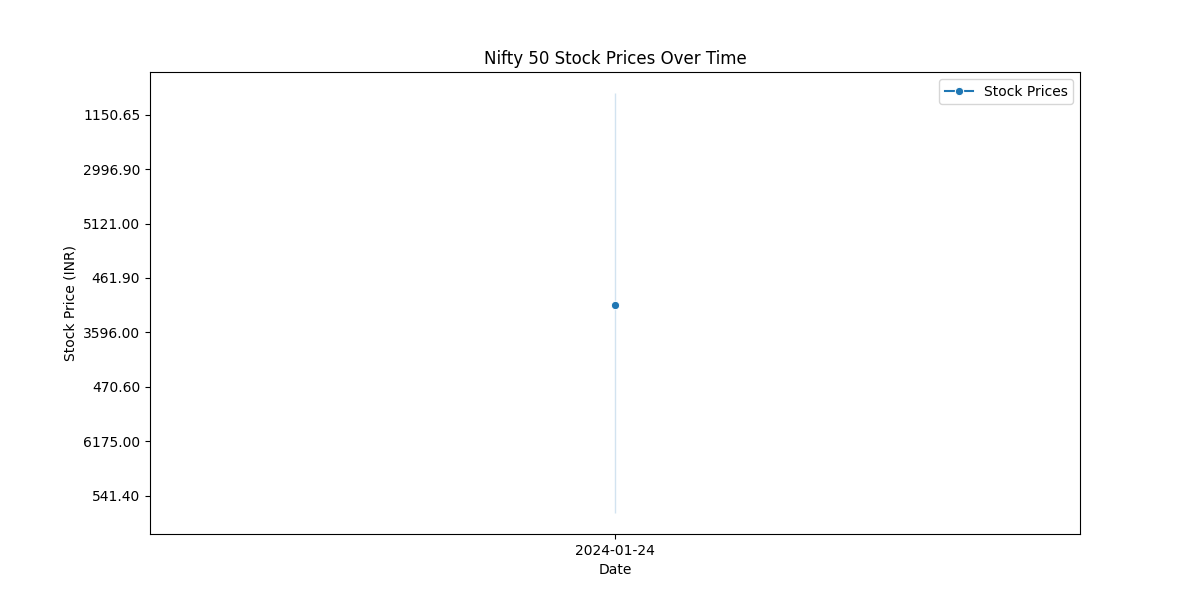 Nifty 50 Stock Prices Over Time
Stock Prices
1150.65
2996.90
5121.00
461.90
3596.00
470.60
6175.00
541.40
Stock Price (INR)
2024-01-24
Date